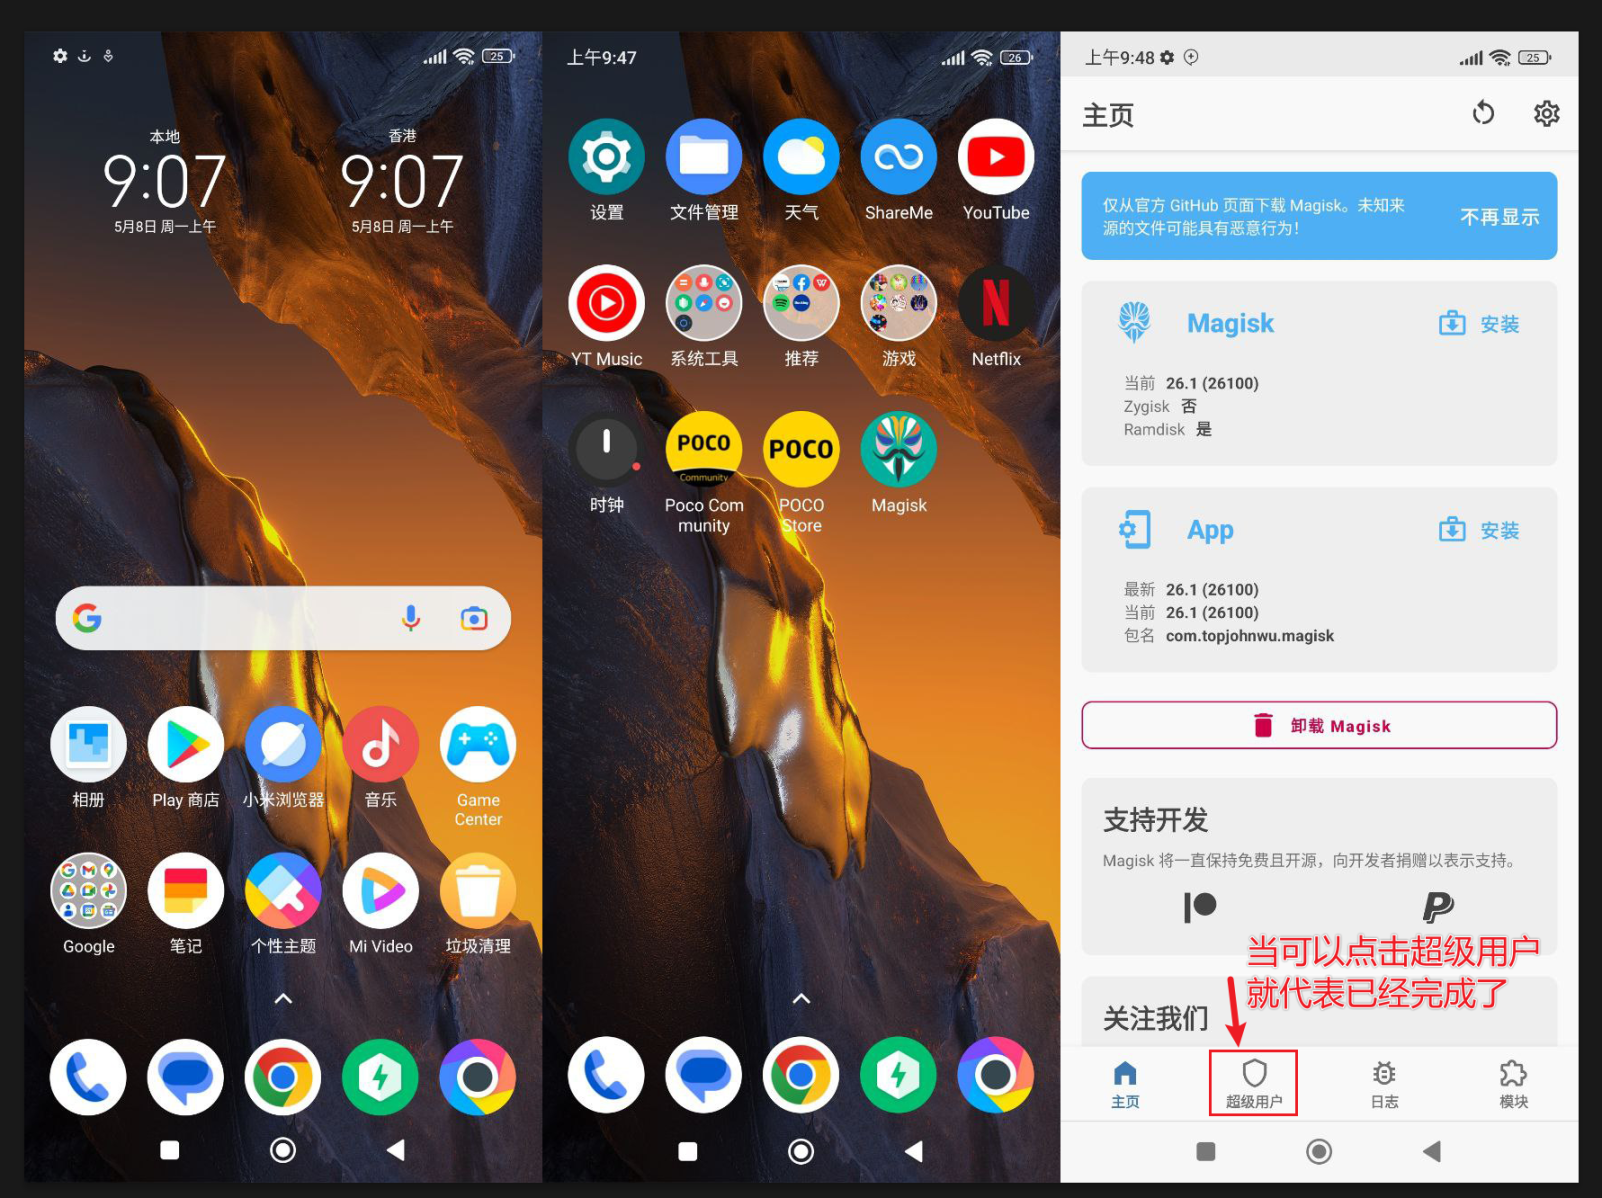 25
本地
香港
9:07
9:07
5月8日 周一上午
5月8日 周一上午
相册
Play 商店
小米浏览器
音乐
Game
Center
Google
笔记
个性主题
Mi Video
垃圾清理
上午9:47
26
设置
文件管理
天气
ShareMe
YouTube
YT Music
系统工具
推荐
游戏
Netflix
POCO
Community
POCO
时钟
Poco Com
munity
POCO
Store
Magisk
上午9:48
25
主页
仅从官方 GitHub 页面下载 Magisk。未知来
源的文件可能具有恶意行为！
不再显示
Magisk
安装
当前 26.1 (26100)
Zygisk 否
Ramdisk 是
App
安装
最新 26.1 (26100)
当前 26.1 (26100)
包名 com.topjohnwu.magisk
卸载 Magisk
支持开发
Magisk 将一直保持免费且开源，向开发者捐赠以表示支持。
当可以点击超级用户
就代表已经完成了
关注我们
主页
超级用户
日志
模块